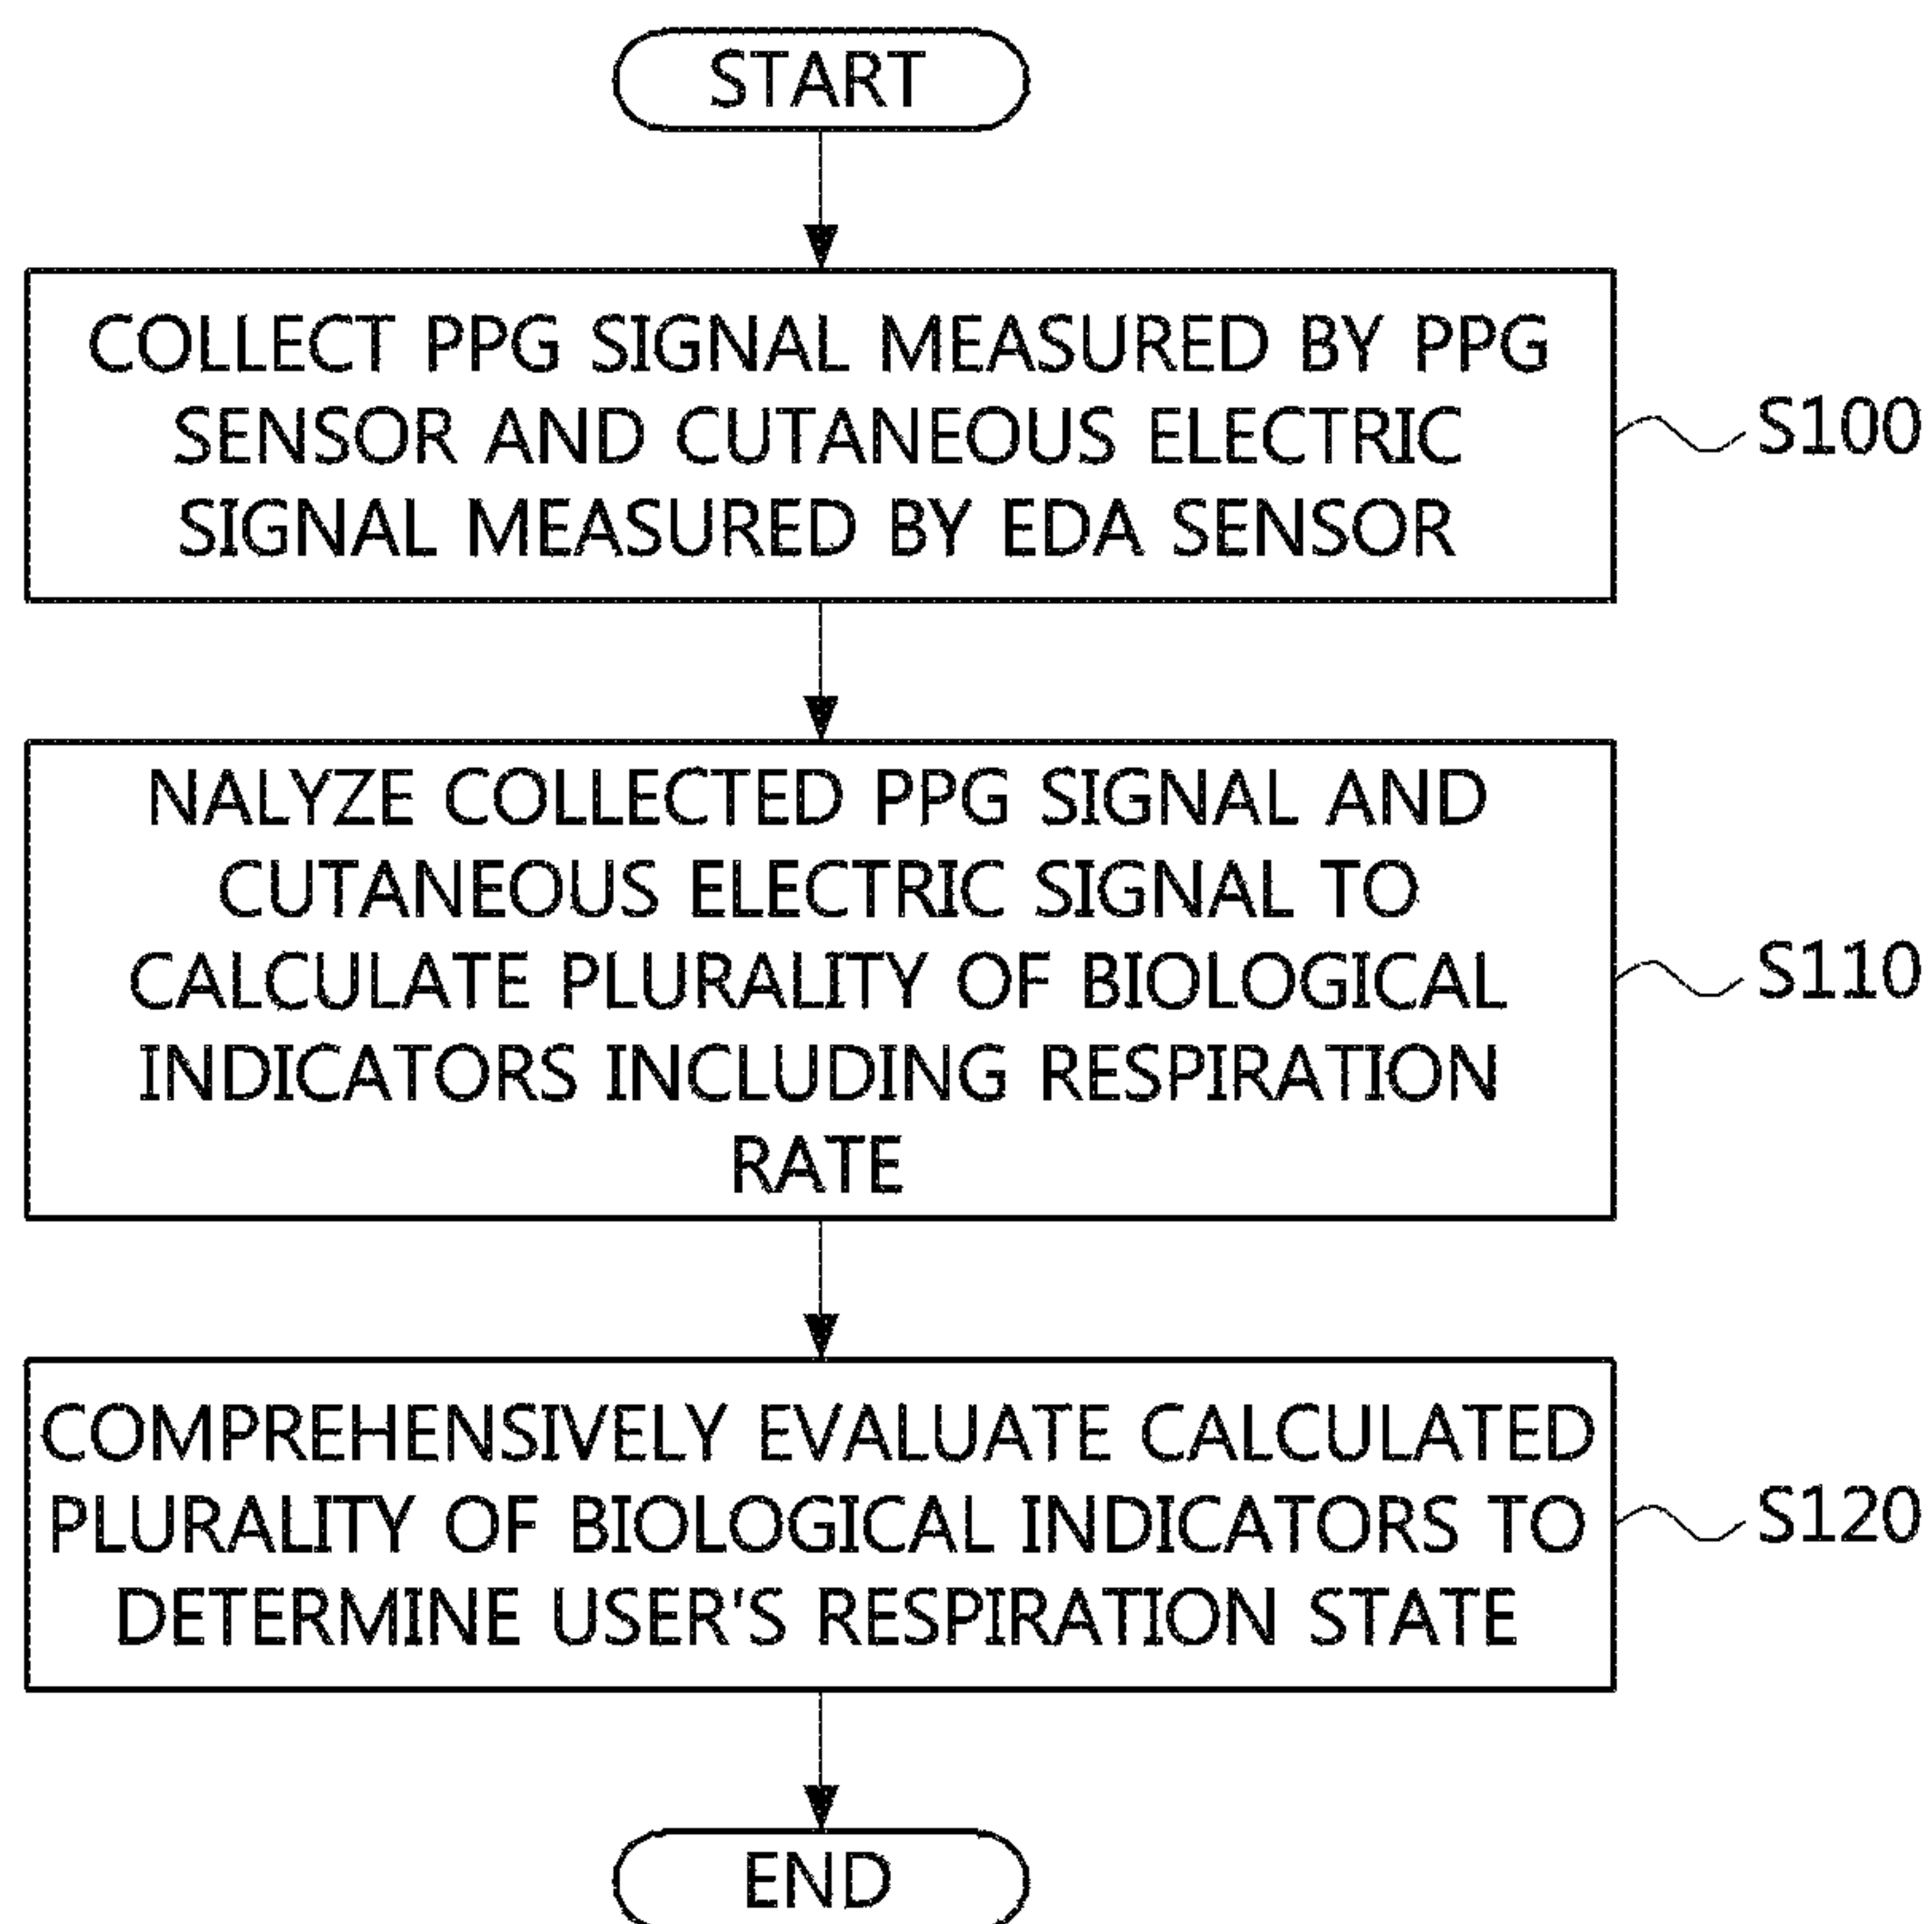 START
COLLECT PPG SIGNAL MEASURED BY PPG
SENSOR AND CUTANEOUS ELECTRIC
SIGNAL MEASURED BY EDA SENSOR
S100
NALYZE COLLECTED PPG SIGNAL AND
CUTANEOUS ELECTRIC SIGNAL TO
CALCULATE PLURALITY OF BIOLOGICAL
INDICATORS INCLUDING RESPIRATION
RATE
S110
COMPREHENSIVELY EVALUATE CALCULATED
PLURALITY OF BIOLOGICAL INDICATORS TO
DETERMINE USER'S RESPIRATION STATE
S120
END